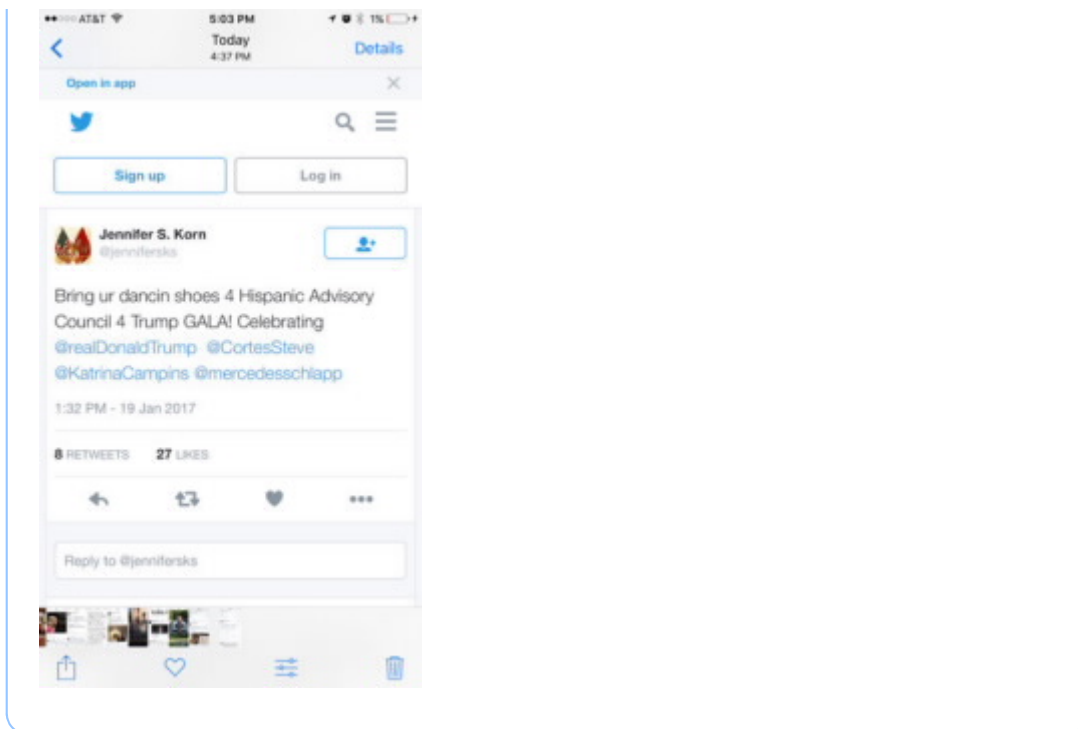 AT&T 5:03 PM 1%
Today
4:37 PM
Details
Open in app
Sign up Log in
Jennifer S. Korn
@jennifersks
Bring ur dancin shoes 4 Hispanic Advisory
Council 4 Trump GALA! Celebrating
@realDonaldTrump @CortesSteve
@KatrinaCampins @mercedesschlapp
1:32 PM - 19 Jan 2017
8 RETWEETS 27 LIKES
Reply to @jennifersks